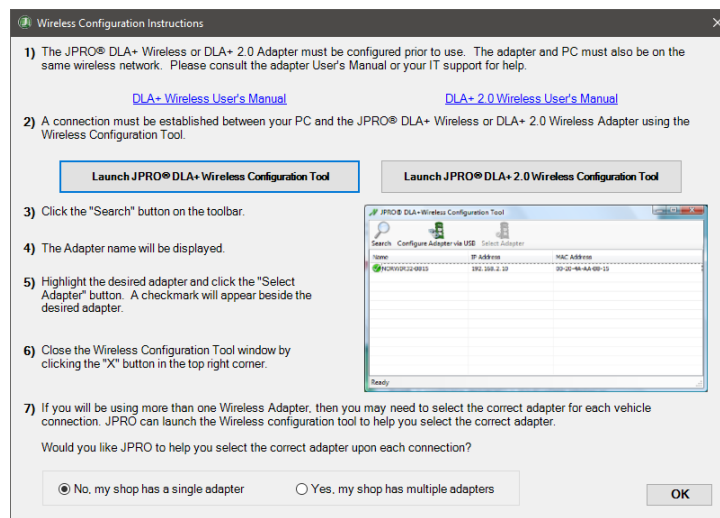 Wireless Configuration Instructions
1) The JPRO® DLA+ Wireless or DLA+ 2.0 Adapter must be configured prior to use. The adapter and PC must also be on the
same wireless network. Please consult the adapter User's Manual or your IT support for help.
DLA+ Wireless User's Manual
DLA+ 2.0 Wireless User's Manual
2) A connection must be established between your PC and the JPRO® DLA+ Wireless or DLA+ 2.0 Wireless Adapter using the
Wireless Configuration Tool.
Launch JPRO® DLA+ Wireless Configuration Tool
Launch JPRO® DLA+ 2.0 Wireless Configuration Tool
3) Click the "Search" button on the toolbar.
4) The Adapter name will be displayed.
5) Highlight the desired adapter and click the "Select
Adapter" button. A checkmark will appear beside the
desired adapter.
6) Close the Wireless Configuration Tool window by
clicking the "X" button in the top right corner.
JPRO® DLA+ Wireless Configuration Tool
Search Configure Adapter via USB Select Adapter
Name IP Address MAC Address
192.168.2.10 00-20-4A-AA-0B-15
Ready
7) If you will be using more than one Wireless Adapter, then you may need to select the correct adapter for each vehicle
connection. JPRO can launch the Wireless configuration tool to help you select the correct adapter.
Would you like JPRO to help you select the correct adapter upon each connection?
No, my shop has a single adapter
Yes, my shop has multiple adapters
OK